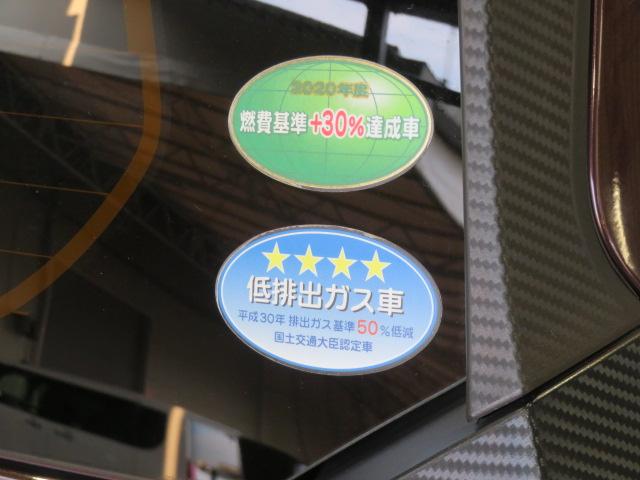 2020年度
燃費基準+30%達成車
★★★★
低排出ガス車
平成30年 排出ガス基準50%低減
国土交通大臣認定車